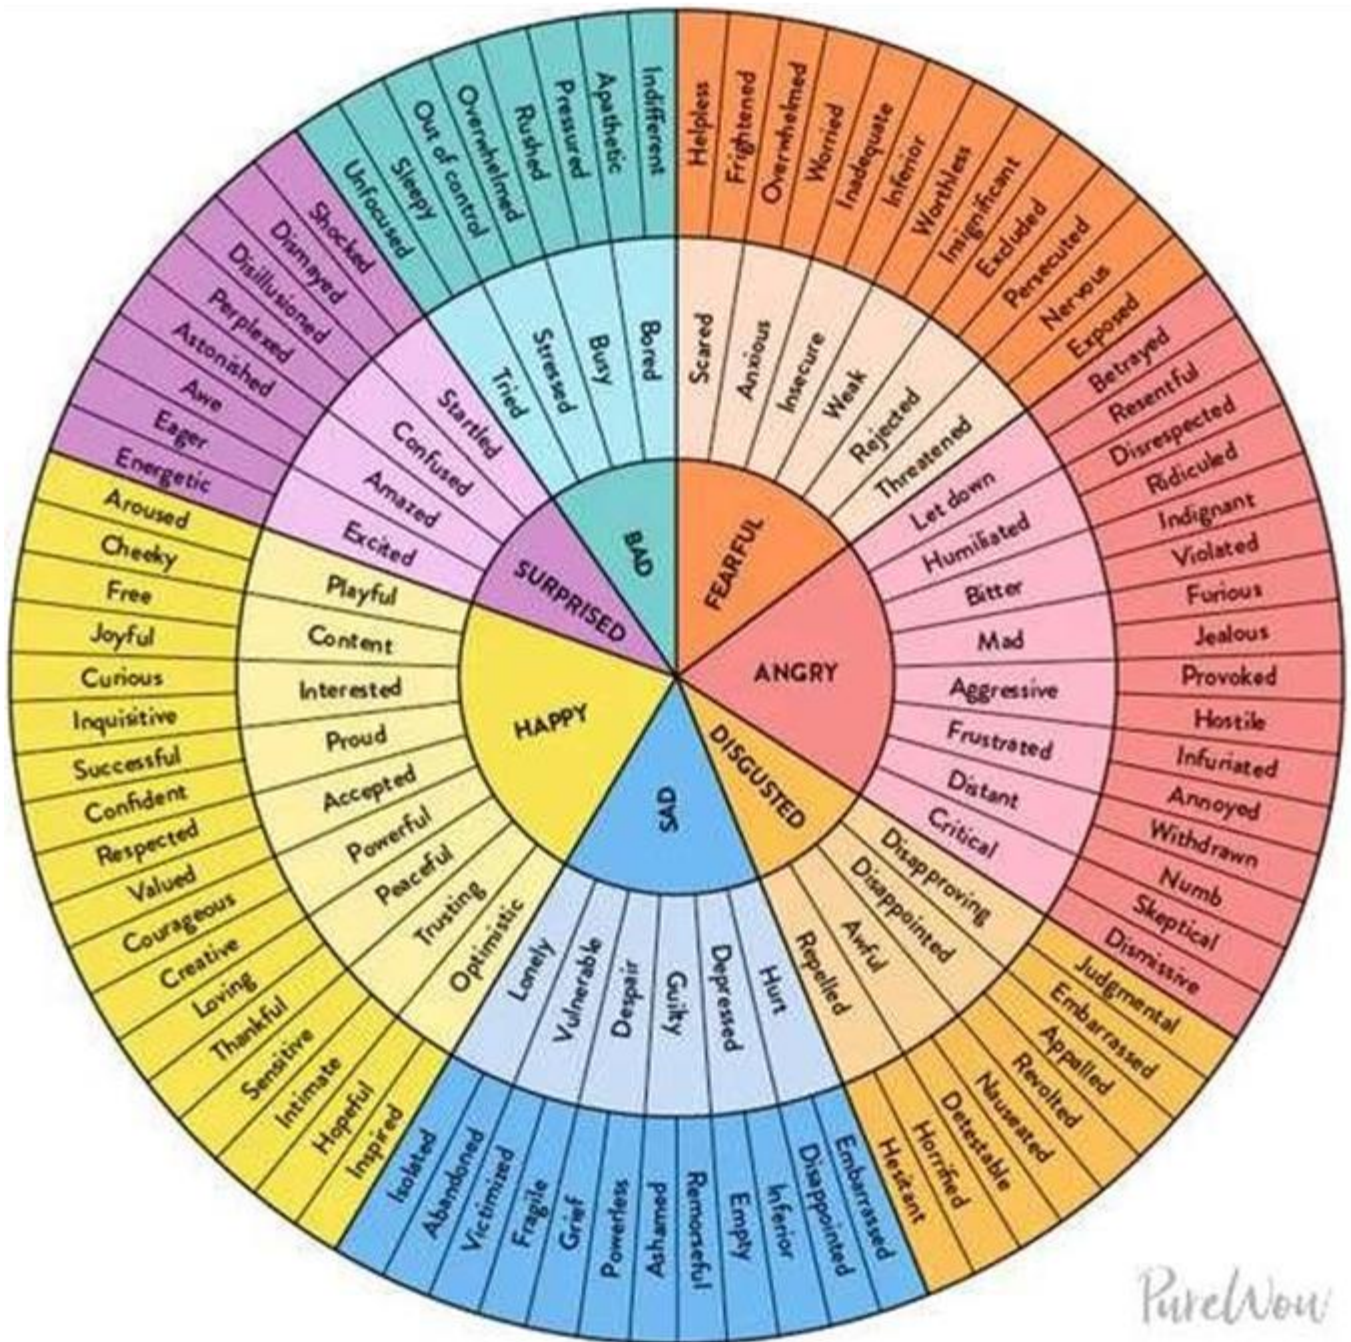 FEARFUL
Scared
Helpless
Frightened
Anxious
Overwhelmed
Worried
Insecure
Inadequate
Inferior
Weak
Worthless
Insignificant
Rejected
Excluded
Persecuted
Threatened
Nervous
Exposed
ANGRY
Let down
Betrayed
Resentful
Humiliated
Disrespected
Ridiculed
Bitter
Indignant
Violated
Mad
Furious
Jealous
Aggressive
Provoked
Hostile
Frustrated
Infuriated
Annoyed
Distant
Withdrawn
Numb
Critical
Skeptical
Dismissive
DISGUSTED
Disapproving
Judgmental
Embarrassed
Disappointed
Appalled
Revolted
Awful
Nauseated
Detestable
Repelled
Horrified
Hesitant
SAD
Hurt
Embarrassed
Disappointed
Depressed
Inferior
Empty
Guilty
Remorseful
Ashamed
Despair
Powerless
Grief
Vulnerable
Fragile
Victimized
Lonely
Abandoned
Isolated
HAPPY
Optimistic
Inspired
Hopeful
Trusting
Intimate
Sensitive
Peaceful
Thankful
Loving
Powerful
Creative
Courageous
Accepted
Valued
Respected
Proud
Confident
Successful
Interested
Inquisitive
Curious
Content
Joyful
Free
Playful
Cheeky
Aroused
SURPRISED
Excited
Energetic
Eager
Amazed
Awe
Astonished
Confused
Perplexed
Disillusioned
Startled
Dismayed
Shocked
BAD
Tried
Unfocused
Sleepy
Stressed
Out of control
Overwhelmed
Busy
Rushed
Pressured
Bored
Apathetic
Indifferent
PureWow